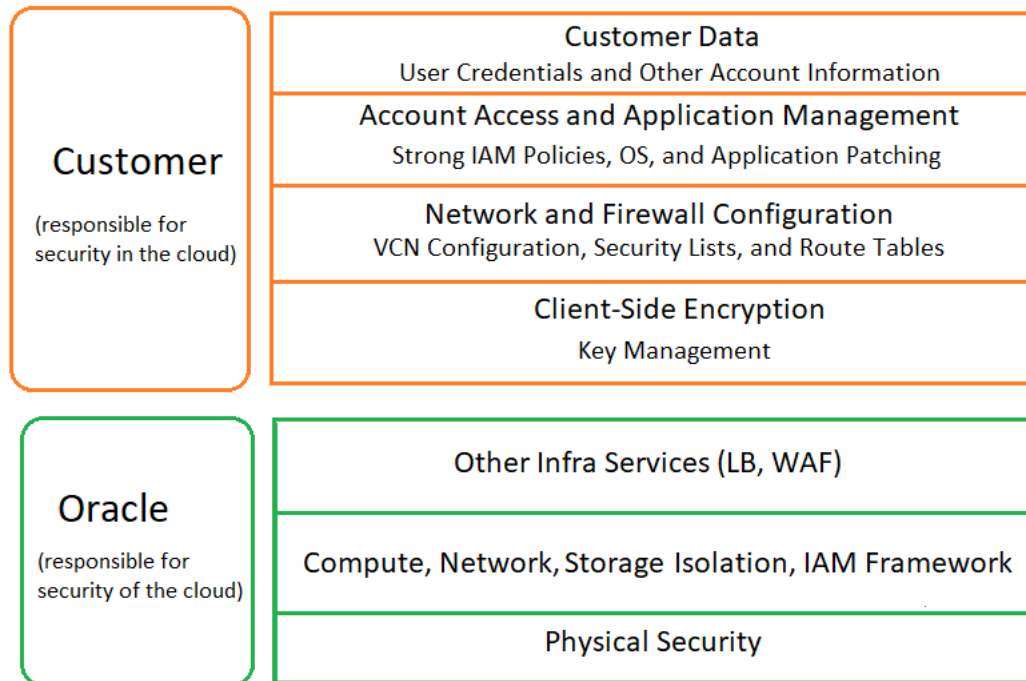 Customer
(responsible for
security in the cloud)
Customer Data
User Credentials and Other Account Information
Account Access and Application Management
Strong IAM Policies, OS, and Application Patching
Network and Firewall Configuration
VCN Configuration, Security Lists, and Route Tables
Client-Side Encryption
Key Management
Oracle
(responsible for
security of the cloud)
Other Infra Services (LB, WAF)
Compute, Network, Storage Isolation, IAM Framework
Physical Security